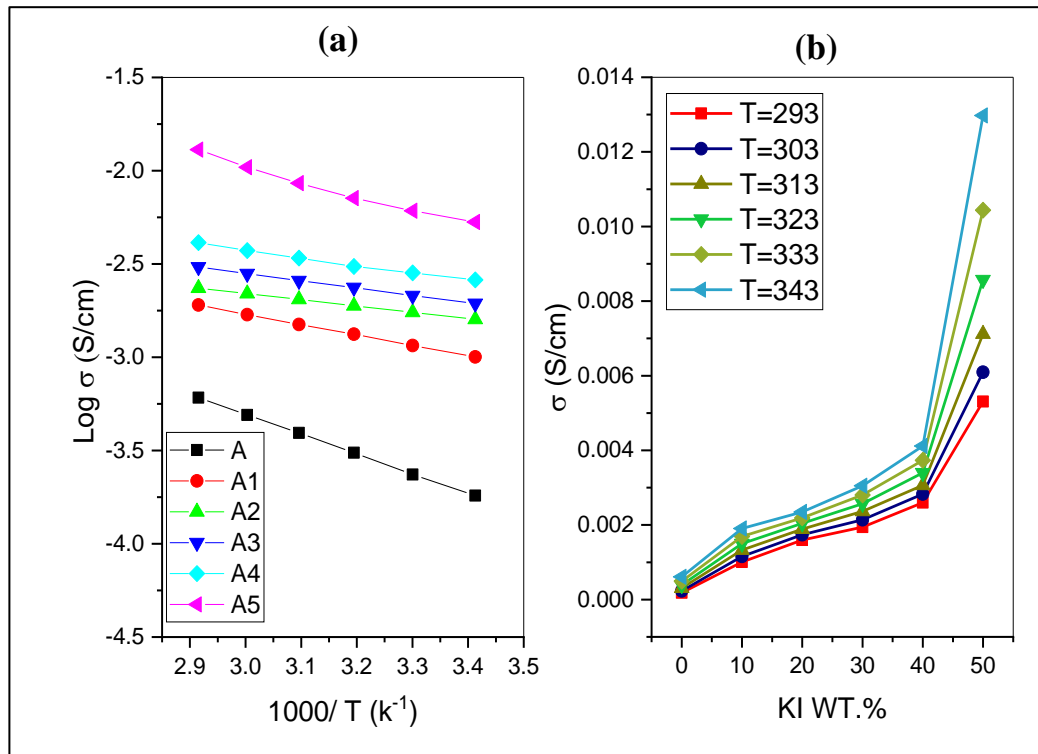 (a)
Log σ (S/cm)
-1.5
-2.0
-2.5
-3.0
-3.5
-4.0
-4.5
A
A1
A2
A3
A4
A5
2.9 3.0 3.1 3.2 3.3 3.4 3.5
1000/ T (k-1)
(b)
σ (S/cm)
0.014
0.012
0.010
0.008
0.006
0.004
0.002
0.000
T=293
T=303
T=313
T=323
T=333
T=343
0 10 20 30 40 50
KI WT.%